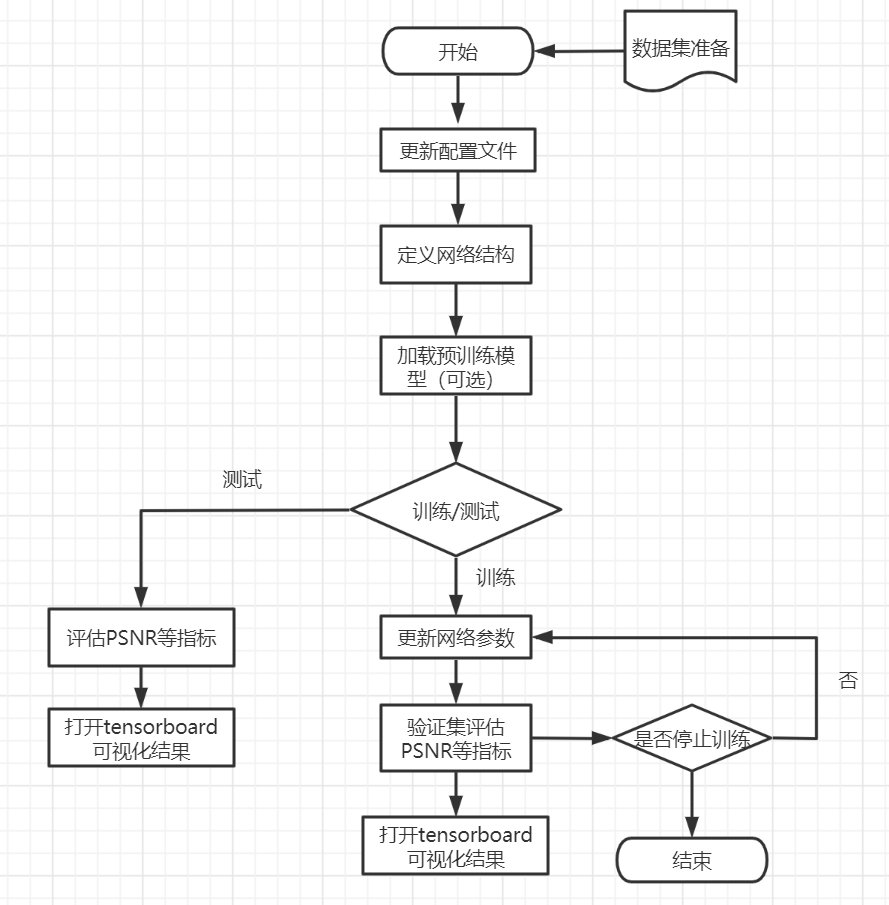 开始
数据集准备
更新配置文件
定义网络结构
加载预训练模
型（可选）
测试
训练/测试
训练
评估PSNR等指标
更新网络参数
否
打开tensorboard
可视化结果
验证集评估
PSNR等指标
是否停止训练
打开tensorboard
可视化结果
结束